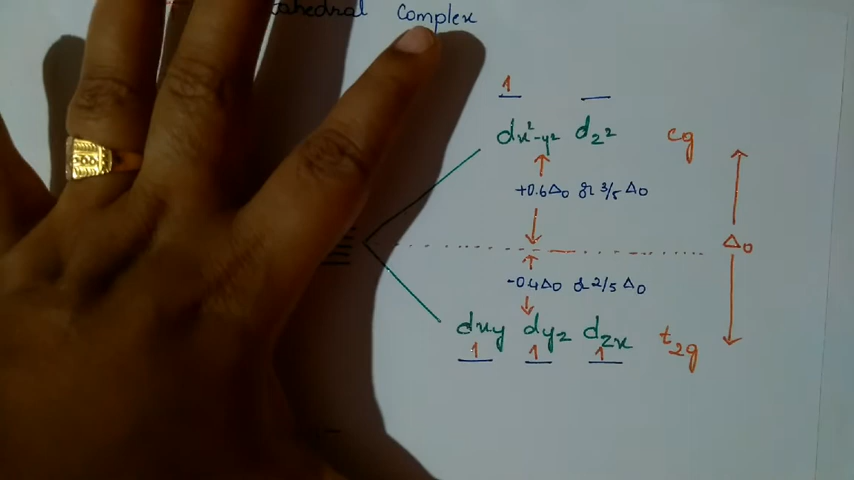 tahedral Complex
1
dx²-y² dz² eg
+0.6Δo or 3/5 Δo
Δo
-0.4Δo or 2/5 Δo
dxy dyz dzx t2g
1 1 1